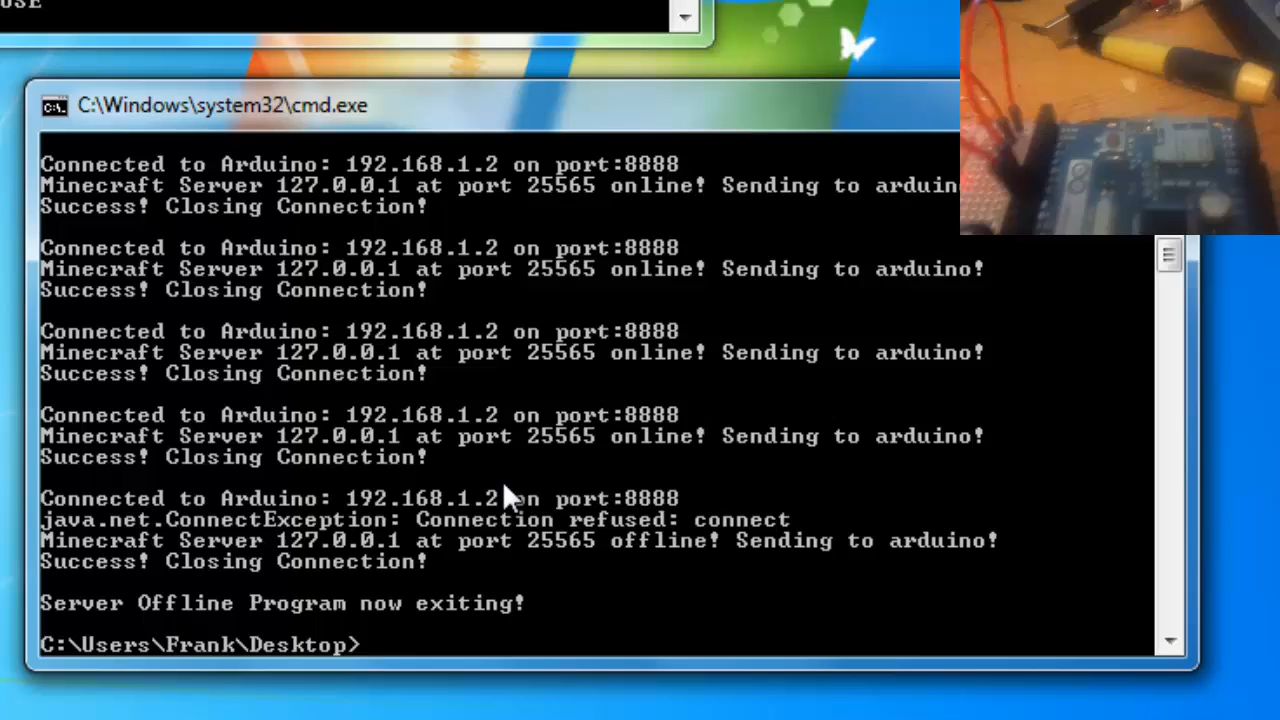 C:\Windows\system32\cmd.exe
Connected to Arduino: 192.168.1.2 on port:8888
Minecraft Server 127.0.0.1 at port 25565 online! Sending to arduin
Success! Closing Connection!
Connected to Arduino: 192.168.1.2 on port:8888
Minecraft Server 127.0.0.1 at port 25565 online! Sending to arduino!
Success! Closing Connection!
Connected to Arduino: 192.168.1.2 on port:8888
Minecraft Server 127.0.0.1 at port 25565 online! Sending to arduino!
Success! Closing Connection!
Connected to Arduino: 192.168.1.2 on port:8888
Minecraft Server 127.0.0.1 at port 25565 online! Sending to arduino!
Success! Closing Connection!
Connected to Arduino: 192.168.1.2 on port:8888
java.net.ConnectException: Connection refused: connect
Minecraft Server 127.0.0.1 at port 25565 offline! Sending to arduino!
Success! Closing Connection!
Server Offline Program now exiting!
C:\Users\Frank\Desktop>